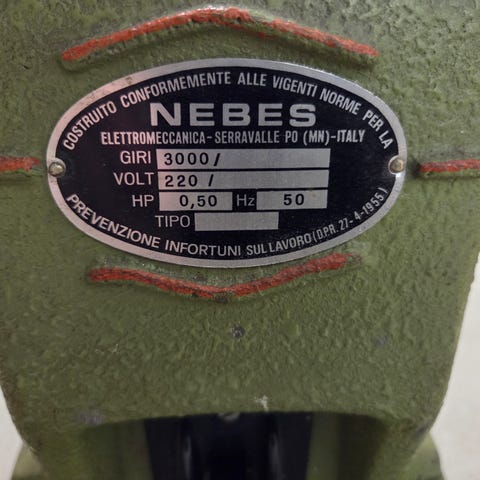 COSTRUITO CONFORMEMENTE ALLE VIGENTI NORME PER LA
NEBES
ELETTROMECCANICA-SERRAVALLE PO (MN)-ITALY
GIRI 3000/
VOLT 220/
HP 0,50 Hz 50
TIPO
PREVENZIONE INFORTUNI SUL LAVORO (D.P.R. 27-4-1955)